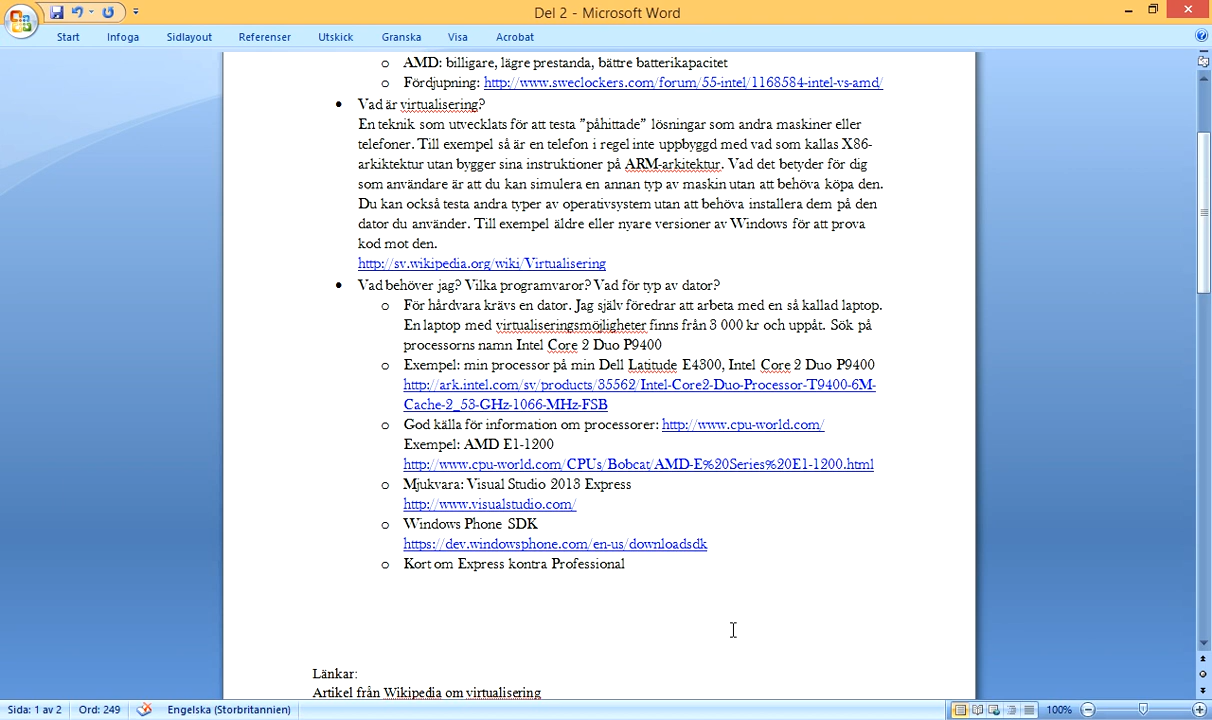 Del 2 - Microsoft Word
Start Infoga Sidlayout Referenser Utskick Granska Visa Acrobat
o AMD: billigare, lägre prestanda, bättre batterikapacitet
o Fördjupning: http://www.sweclockers.com/forum/55-intel/1168584-intel-vs-amd/
• Vad är virtualisering?
En teknik som utvecklats för att testa ”påhittade” lösningar som andra maskiner eller
telefoner. Till exempel så är en telefon i regel inte uppbyggd med vad som kallas X86-
arkiktektur utan bygger sina instruktioner på ARM-arkitektur. Vad det betyder för dig
som användare är att du kan simulera en annan typ av maskin utan att behöva köpa den.
Du kan också testa andra typer av operativsystem utan att behöva installera dem på den
dator du använder. Till exempel äldre eller nyare versioner av Windows för att prova
kod mot den.
http://sv.wikipedia.org/wiki/Virtualisering
• Vad behöver jag? Vilka programvaror? Vad för typ av dator?
o För hårdvara krävs en dator. Jag själv föredrar att arbeta med en så kallad laptop.
En laptop med virtualiseringsmöjligheter finns från 3 000 kr och uppåt. Sök på
processorns namn Intel Core 2 Duo P9400
o Exempel: min processor på min Dell Latitude E4300, Intel Core 2 Duo P9400
http://ark.intel.com/sv/products/35562/Intel-Core2-Duo-Processor-T9400-6M-
Cache-2_53-GHz-1066-MHz-FSB
o God källa för information om processorer: http://www.cpu-world.com/
Exempel: AMD E1-1200
http://www.cpu-world.com/CPUs/Bobcat/AMD-E%20Series%20E1-1200.html
o Mjukvara: Visual Studio 2013 Express
http://www.visualstudio.com/
o Windows Phone SDK
https://dev.windowsphone.com/en-us/downloadsdk
o Kort om Express kontra Professional
Länkar:
Artikel från Wikipedia om virtualisering
Sida: 1 av 2 Ord: 249 Engelska (Storbritannien) 100%